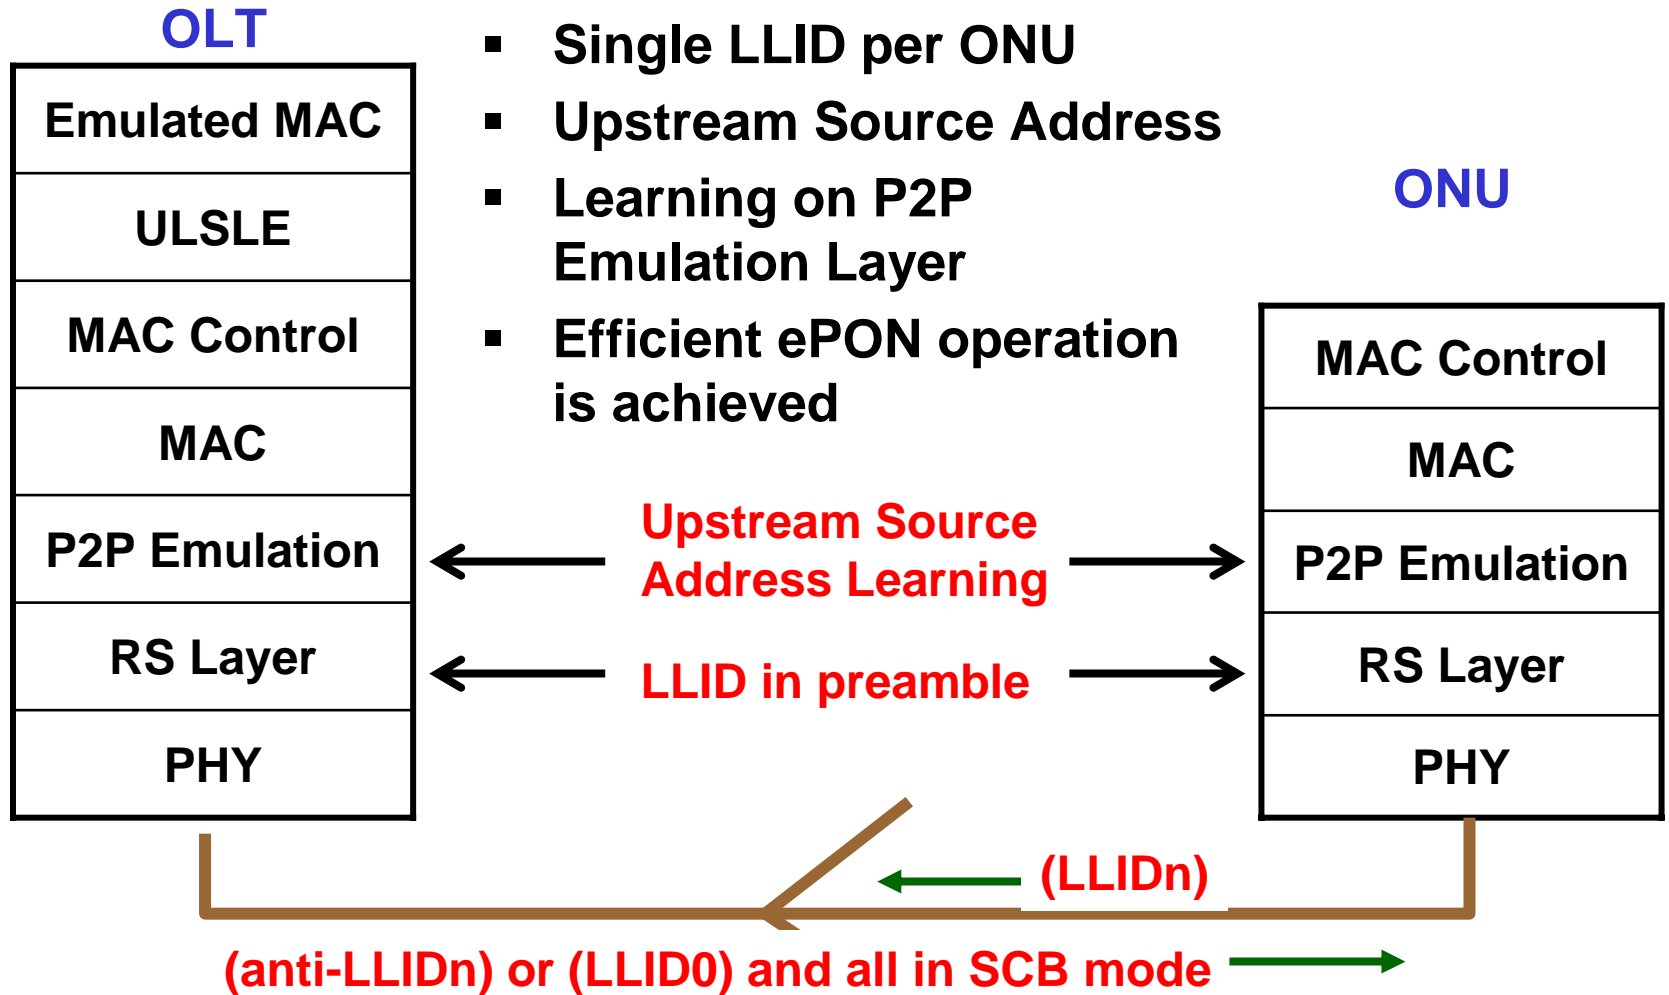 OLT
Emulated MAC
ULSLE
MAC Control
MAC
P2P Emulation
RS Layer
PHY
▪ Single LLID per ONU
▪ Upstream Source Address
▪ Learning on P2P
Emulation Layer
▪ Efficient ePON operation
is achieved
Upstream Source
Address Learning
LLID in preamble
ONU
MAC Control
MAC
P2P Emulation
RS Layer
PHY
(LLIDn)
(anti-LLIDn) or (LLID0) and all in SCB mode